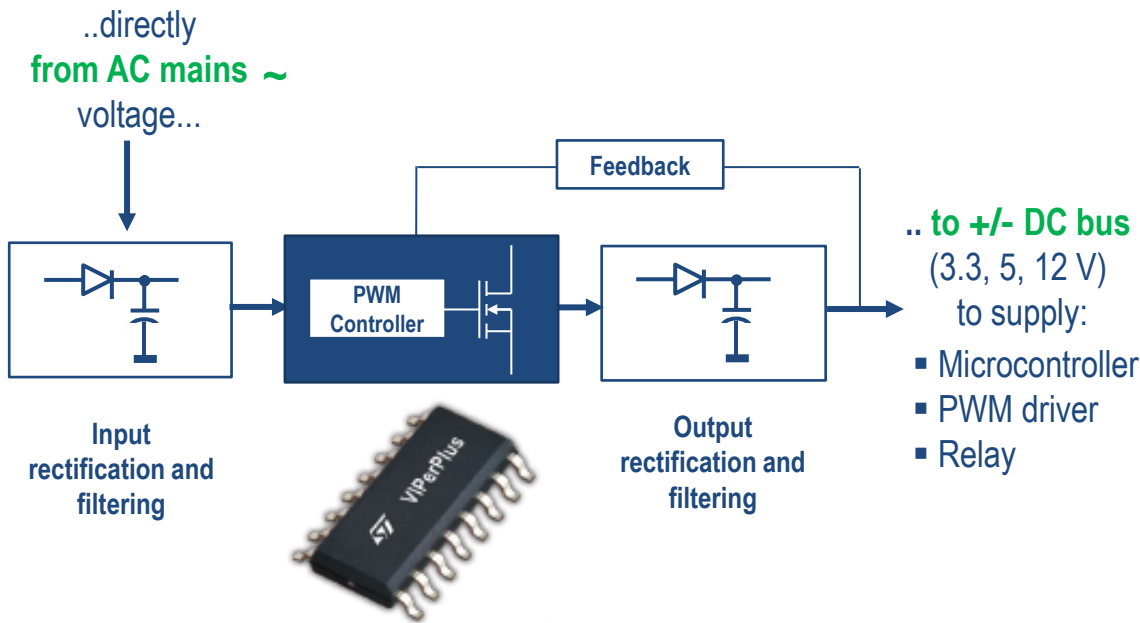 ..directly
from AC mains ~
voltage...
Feedback
.. to +/- DC bus
(3.3, 5, 12 V)
to supply:
▪ Microcontroller
▪ PWM driver
▪ Relay
PWM
Controller
Input
rectification and
filtering
ViPerPlus
ST
Output
rectification and
filtering